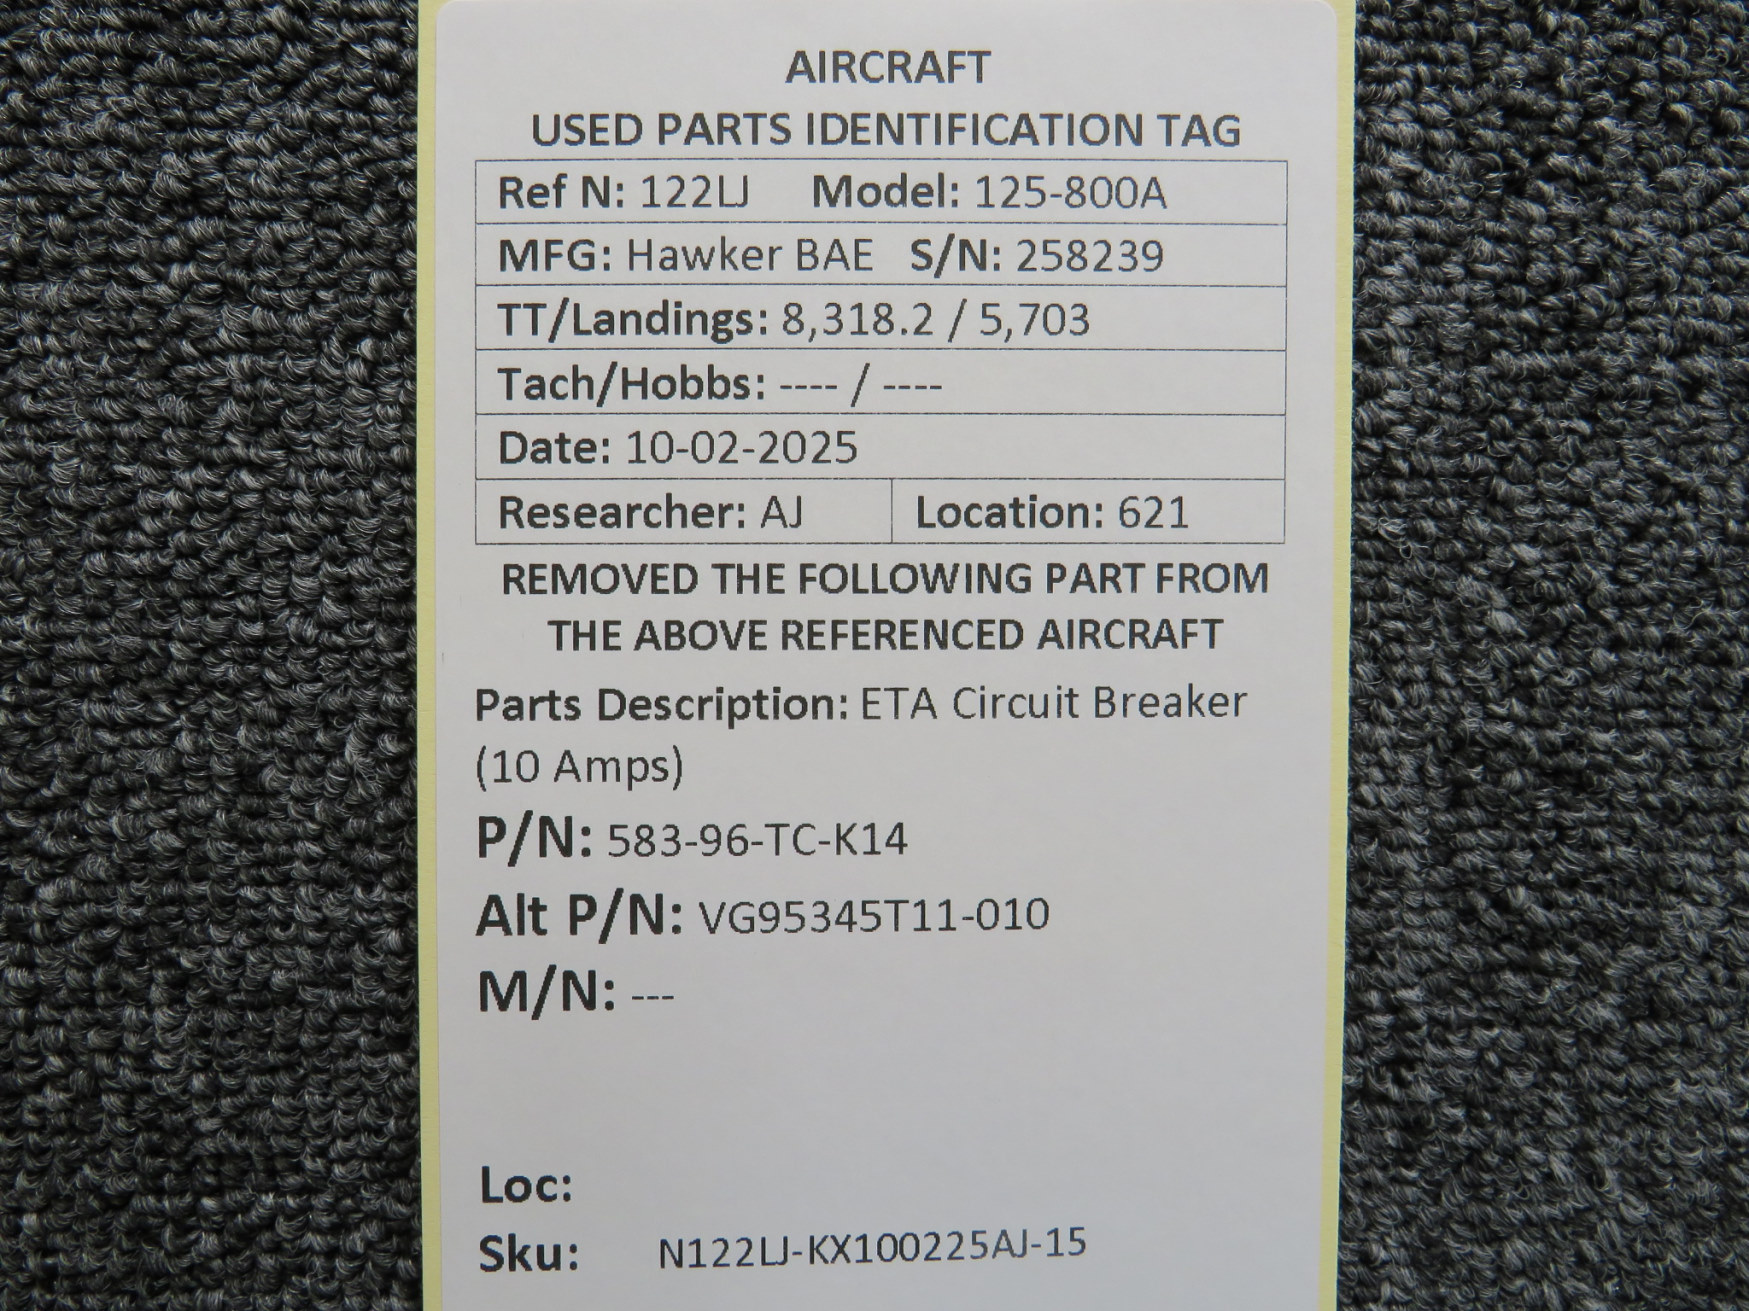 AIRCRAFT
USED PARTS IDENTIFICATION TAG
Ref N: 122LJ Model: 125-800A
MFG: Hawker BAE S/N: 258239
TT/Landings: 8,318.2 / 5,703
Tach/Hobbs: ---- / ----
Date: 10-02-2025
Researcher: AJ Location: 621
REMOVED THE FOLLOWING PART FROM
THE ABOVE REFERENCED AIRCRAFT
Parts Description: ETA Circuit Breaker
(10 Amps)
P/N: 583-96-TC-K14
Alt P/N: VG95345T11-010
M/N: ---
Loc:
Sku: N122LJ-KX100225AJ-15